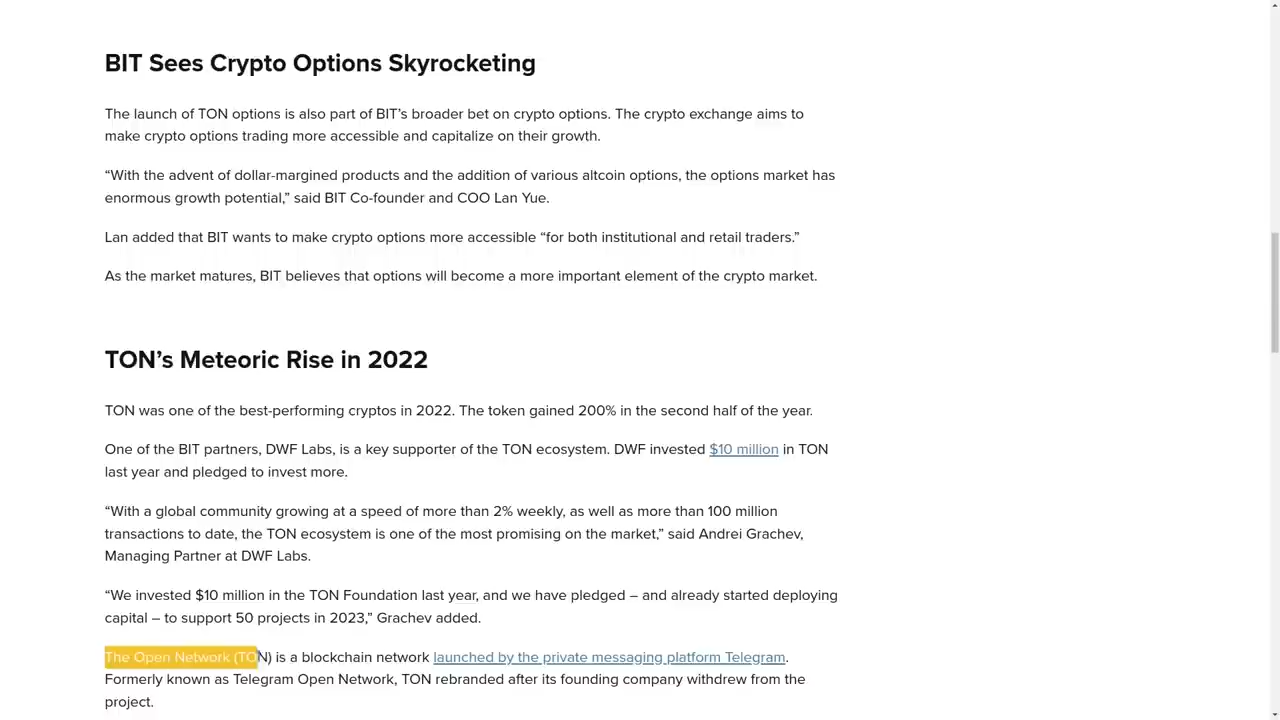 BIT Sees Crypto Options Skyrocketing
The launch of TON options is also part of BIT’s broader bet on crypto options. The crypto exchange aims to
make crypto options trading more accessible and capitalize on their growth.
“With the advent of dollar-margined products and the addition of various altcoin options, the options market has
enormous growth potential,” said BIT Co-founder and COO Lan Yue.
Lan added that BIT wants to make crypto options more accessible “for both institutional and retail traders.”
As the market matures, BIT believes that options will become a more important element of the crypto market.
TON’s Meteoric Rise in 2022
TON was one of the best-performing cryptos in 2022. The token gained 200% in the second half of the year.
One of the BIT partners, DWF Labs, is a key supporter of the TON ecosystem. DWF invested $10 million in TON
last year and pledged to invest more.
“With a global community growing at a speed of more than 2% weekly, as well as more than 100 million
transactions to date, the TON ecosystem is one of the most promising on the market,” said Andrei Grachev,
Managing Partner at DWF Labs.
“We invested $10 million in the TON Foundation last year, and we have pledged – and already started deploying
capital – to support 50 projects in 2023,” Grachev added.
The Open Network (TON) is a blockchain network launched by the private messaging platform Telegram.
Formerly known as Telegram Open Network, TON rebranded after its founding company withdrew from the
project.